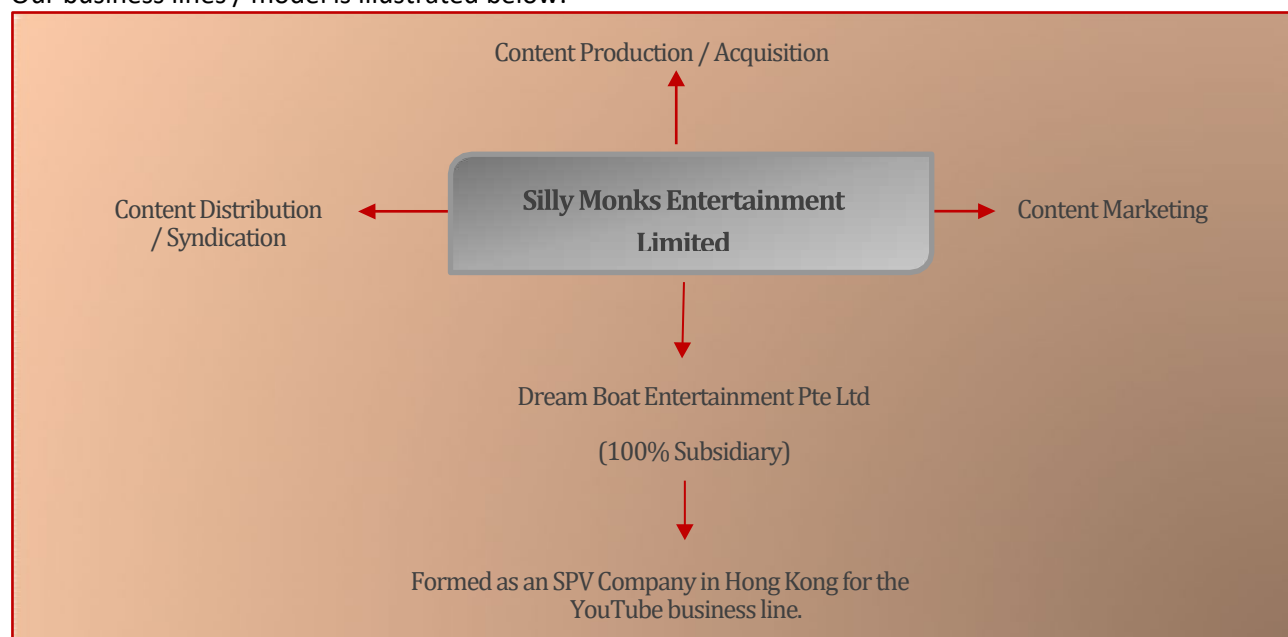 Our business lines / model is illustrated below:
Content Production / Acquisition
Silly Monks Entertainment
Limited
Content Distribution
/ Syndication
Content Marketing
Dream Boat Entertainment Pte Ltd
(100% Subsidiary)
Formed as an SPV Company in Hong Kong for the
YouTube business line.